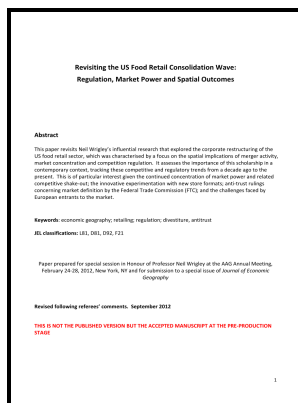 Revisiting the US Food Retail Consolidation Wave:
Regulation, Market Power and Spatial Outcomes
Abstract
This paper revisits Neil Wrigley's influential research that explored the corporate restructuring of the
US food retail sector, which was characterised by a focus on the spatial implications of merger activity,
market concentration and competition regulation. It assesses the importance of this scholarship in a
contemporary context, tracking these competitive and regulatory trends from a decade ago to the
present. This is of particular interest given the continued concentration of market power and related
competitive shake-out; the innovative experimentation with new store formats; anti-trust rulings
concerning market definition by the Federal Trade Commission (FTC); and the challenges faced by
European entrants to the market.
Keywords: economic geography; retailing; regulation; divestiture, antitrust
JEL classifications: L81, D81, D92, F21
Paper prepared for special session in Honour of Professor Neil Wrigley at the AAG Annual Meeting,
February 24-28, 2012, New York, NY and for submission to a special issue of Journal of Economic
Geography
Revised following referees' comments. September 2012
THIS IS NOT THE PUBLISHED VERSION BUT THE ACCEPTED MANUSCRIPT AT THE PRE-PRODUCTION
STAGE
1